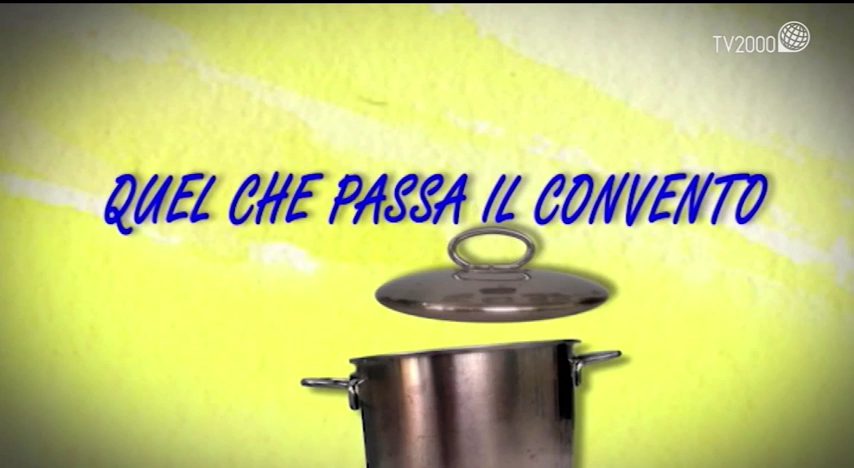 TV2000
QUEL CHE PASSA IL CONVENTO